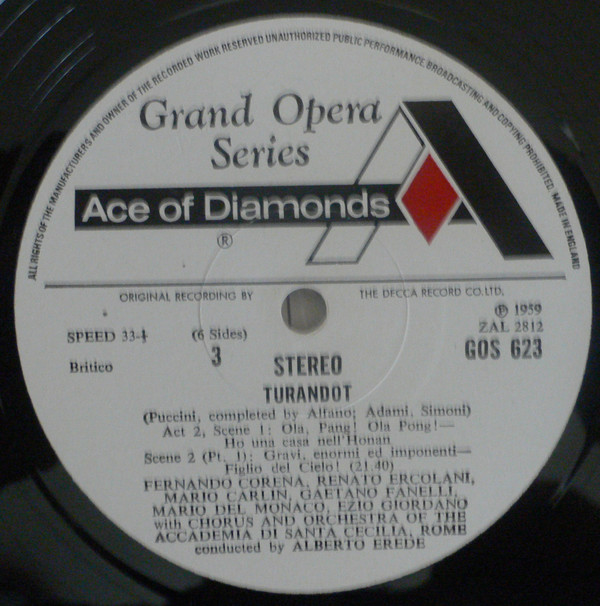 ALL RIGHTS OF THE MANUFACTURERS AND OWNER OF THE RECORDED WORK RESERVED UNAUTHORIZED PUBLIC PERFORMANCE BROADCASTING AND COPYING PROHIBITED. MADE IN ENGLAND
Grand Opera
Series
Ace of Diamonds
®
ORIGINAL RECORDING BY THE DECCA RECORD CO. LTD.
℗ 1959
SPEED 33⅓ (6 Sides) ZAL 2812
3 GOS 623
Britico STEREO
TURANDOT
(Puccini, completed by Alfano; Adami, Simoni)
Act 2, Scene 1: Ola, Pang! Ola Pong!—
Ho una casa nell'Honan
Scene 2 (Pt. 1): Gravi, enormi ed imponenti—
Figlio del Cielo! (21.40)
FERNANDO CORENA, RENATO ERCOLANI,
MARIO CARLIN, GAETANO FANELLI,
MARIO DEL MONACO, EZIO GIORDANO
with CHORUS AND ORCHESTRA OF THE
ACCADEMIA DI SANTA CECILIA, ROME
conducted by ALBERTO EREDE